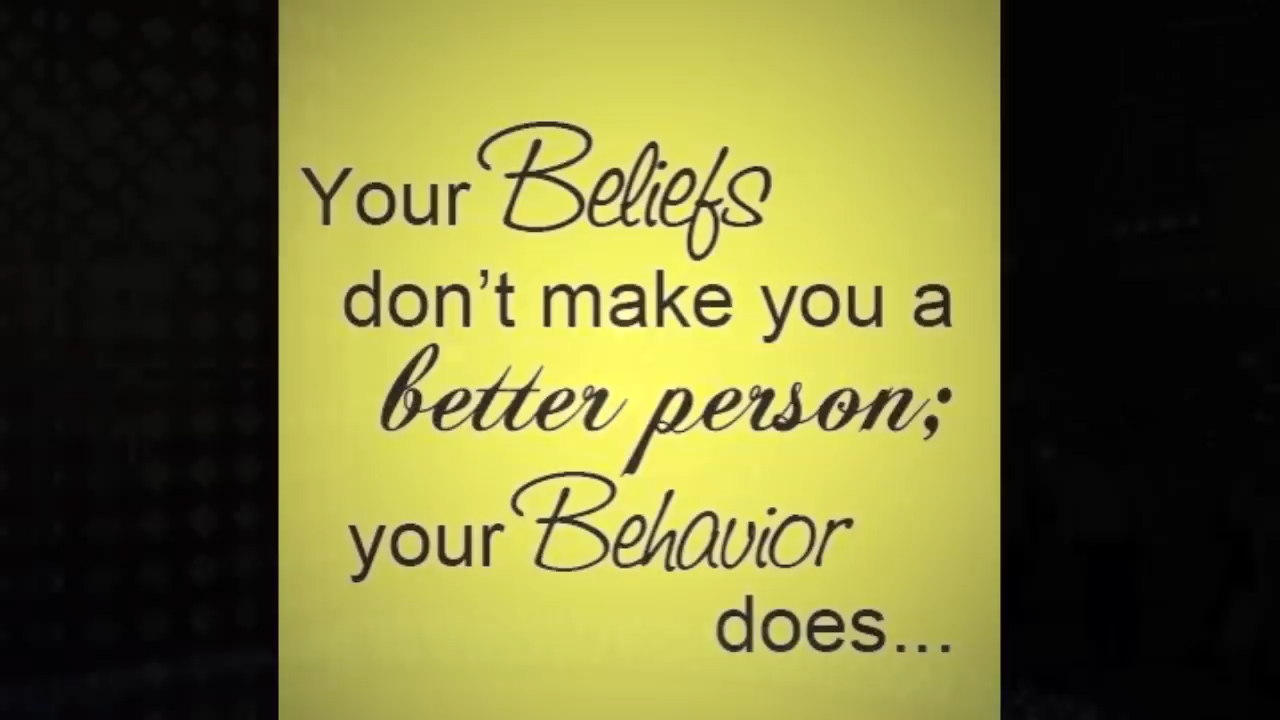 Your Beliefs
don’t make you a
better person;
your Behavior
does...